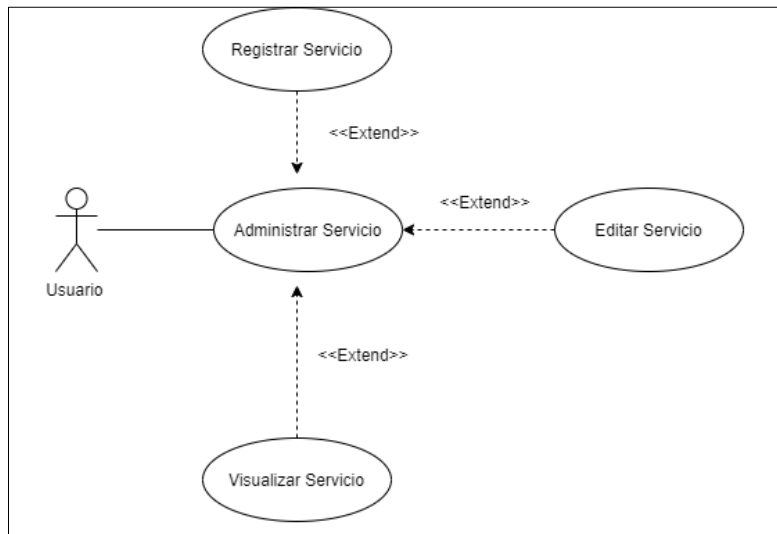 Registrar Servicio
<<Extend>>
<<Extend>>
Administrar Servicio
Editar Servicio
Usuario
<<Extend>>
Visualizar Servicio